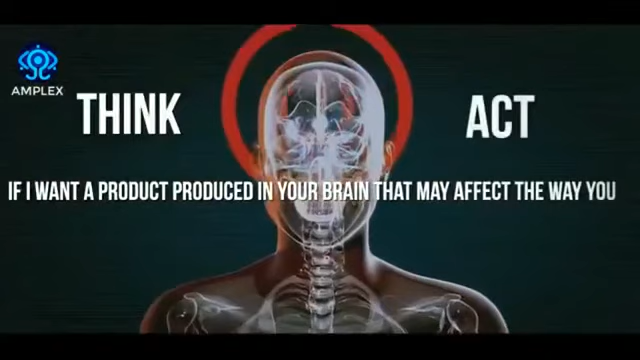 AMPLEX
THINK ACT
IF I WANT A PRODUCT PRODUCED IN YOUR BRAIN THAT MAY AFFECT THE WAY YOU